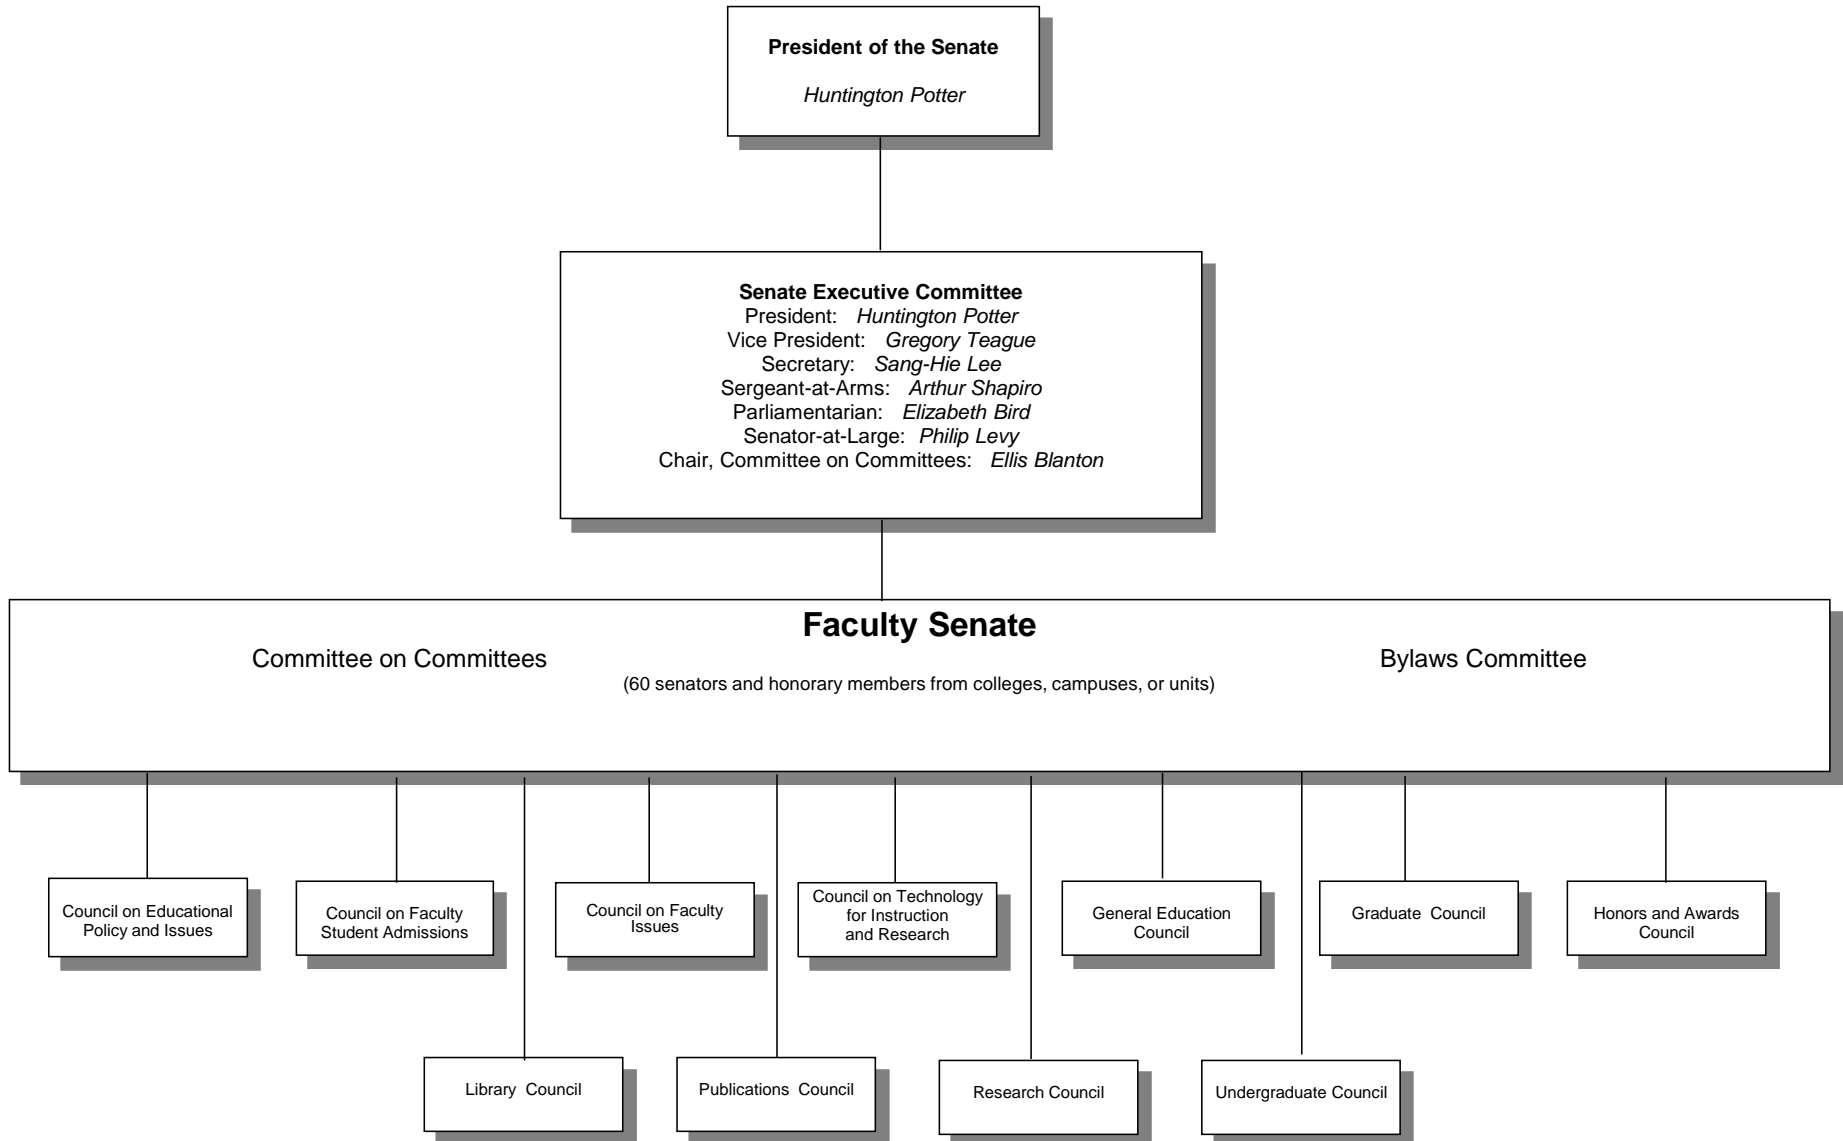 President of the Senate
Huntington Potter
Senate Executive Committee
President: Huntington Potter
Vice President: Gregory Teague
Secretary: Sang-Hie Lee
Sergeant-at-Arms: Arthur Shapiro
Parliamentarian: Elizabeth Bird
Senator-at-Large: Philip Levy
Chair, Committee on Committees: Ellis Blanton
Faculty Senate
Committee on Committees
Bylaws Committee
(60 senators and honorary members from colleges, campuses, or units)
Council on Educational
Policy and Issues
Council on Faculty
Student Admissions
Council on Faculty
Issues
Council on Technology
for Instruction
and Research
General Education
Council
Graduate Council
Honors and Awards
Council
Library Council
Publications Council
Research Council
Undergraduate Council